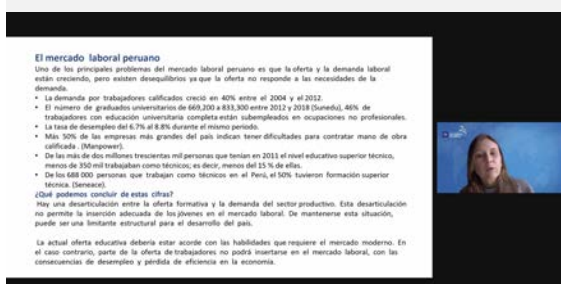 El mercado laboral peruano
Uno de los principales problemas del mercado laboral peruano es que la oferta y la demanda laboral
están creciendo, pero existen desequilibrios ya que la oferta no responde a las necesidades de la
demanda.
• La demanda por trabajadores calificados creció en 40% entre el 2004 y el 2012.
• El número de graduados universitarios de 669,200 a 833,300 entre 2012 y 2018 (Sunedu), 46% de
trabajadores con educación universitaria completa están subempleados en ocupaciones no profesionales.
• La tasa de desempleo del 6.7% al 8.8% durante el mismo periodo.
• Más 50% de las empresas más grandes del país indican tener dificultades para contratar mano de obra
calificada . (Manpower).
• De las más de dos millones trescientas mil personas que tenían en 2011 el nivel educativo superior técnico,
menos de 350 mil trabajaban como técnicos; es decir, menos del 15 % de ellas.
• De los 688 000 personas que trabajan como técnicos en el Perú, el 50% tuvieron formación superior
técnica. (Seneace).
¿Qué podemos concluir de estas cifras?
Hay una desarticulación entre la oferta formativa y la demanda del sector productivo. Esta desarticulación
no permite la inserción adecuada de los jóvenes en el mercado laboral. De mantenerse esta situación,
puede ser una limitante estructural para el desarrollo del país.
La actual oferta educativa debería estar acorde con las habilidades que requiere el mercado moderno. En
el caso contrario, parte de la oferta de trabajadores no podrá insertarse en el mercado laboral, con las
consecuencias de desempleo y pérdida de eficiencia en la economía.